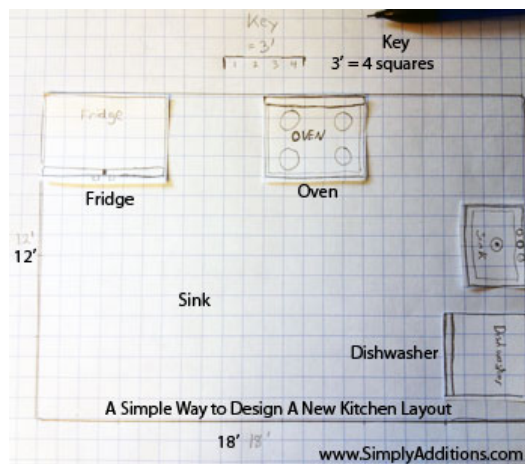 Key
= 3'
1 2 3 4
Key
3' = 4 squares
Fridge
OVEN
Fridge
Oven
Sink
12'
12'
Sink
Dishwasher
Dishwasher
A Simple Way to Design A New Kitchen Layout
18' 18'
www.SimplyAdditions.com